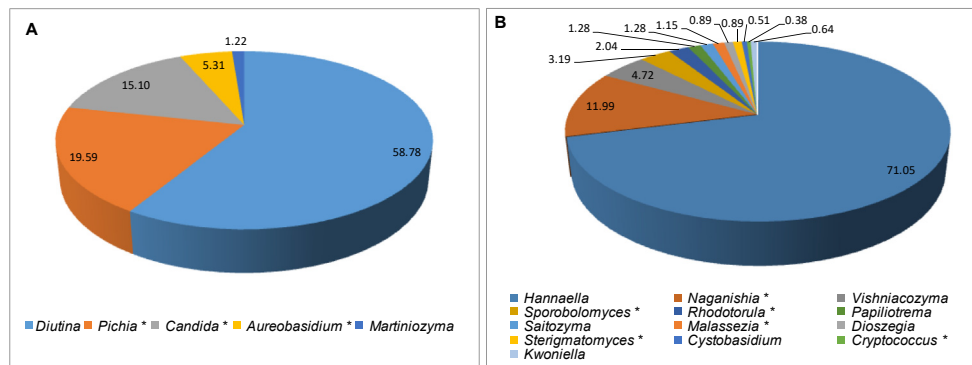 A
1.22
5.31
15.10
19.59
58.78
Diutina Pichia * Candida * Aureobasidium * Martiniozyma
B
1.28 1.28 1.15 0.89 0.89 0.51 0.38
0.64
2.04
3.19
4.72
11.99
71.05
Hannaella Naganishia * Vishniacozyma
Sporobolomyces * Rhodotorula * Papiliotrema
Saitozyma Malassezia * Dioszegia
Sterigmatomyces * Cystobasidium Cryptococcus *
Kwoniella